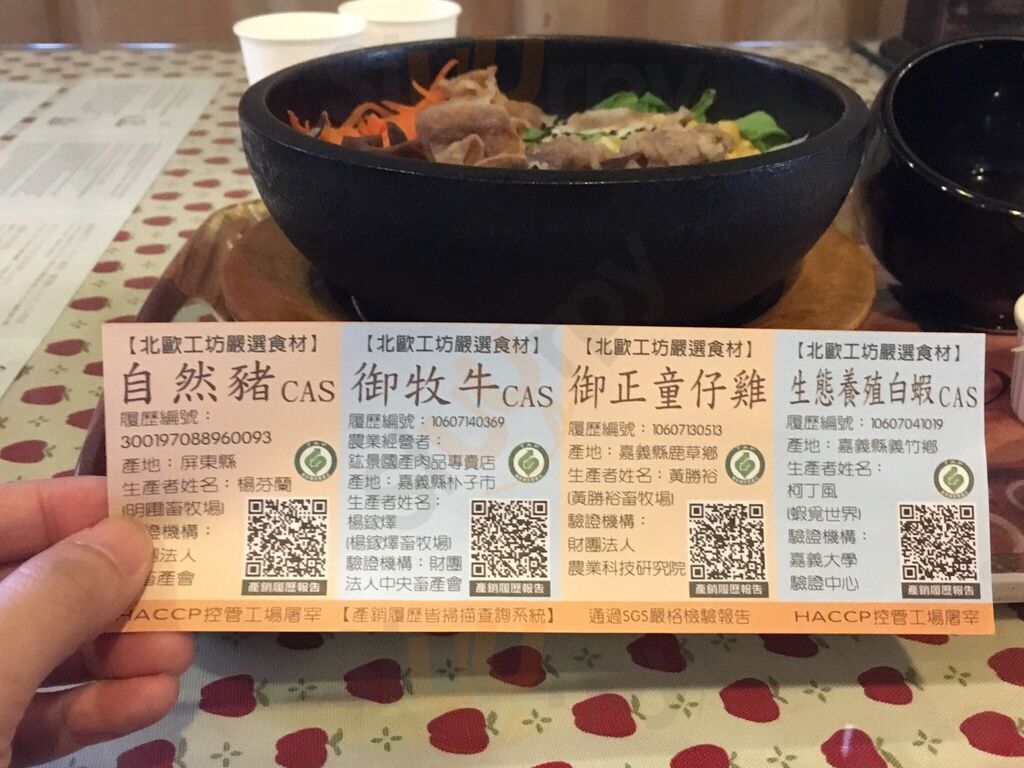 【北歐工坊嚴選食材】
自然豬CAS
履歷編號：
300197088960093
產地：屏東縣
生產者姓名：楊芬蘭
(明圃畜牧場)
驗證機構：
法人
畜產會
產銷履歷報告
【北歐工坊嚴選食材】
御牧牛CAS
履歷編號：10607140369
農業經營者：
鈜景國產肉品專賣店
產地：嘉義縣朴子市
生產者姓名：
楊鎵燡
(楊鎵燡畜牧場)
驗證機構：財團
法人中央畜產會
產銷履歷報告
【北歐工坊嚴選食材】
御正童仔雞
履歷編號：10607130513
產地：嘉義縣鹿草鄉
生產者姓名：黃勝裕
(黃勝裕畜牧場)
驗證機構：
財團法人
農業科技研究院
產銷履歷報告
【北歐工坊嚴選食材】
生態養殖白蝦CAS
履歷編號：10607041019
產地：嘉義縣義竹鄉
生產者姓名：
柯丁風
(蝦覓世界)
驗證機構：
嘉義大學
驗證中心
產銷履歷報告
HACCP控管工場屠宰 【產銷履歷皆掃描查詢系統】 通過SGS嚴格檢驗報告 HACCP控管工場屠宰